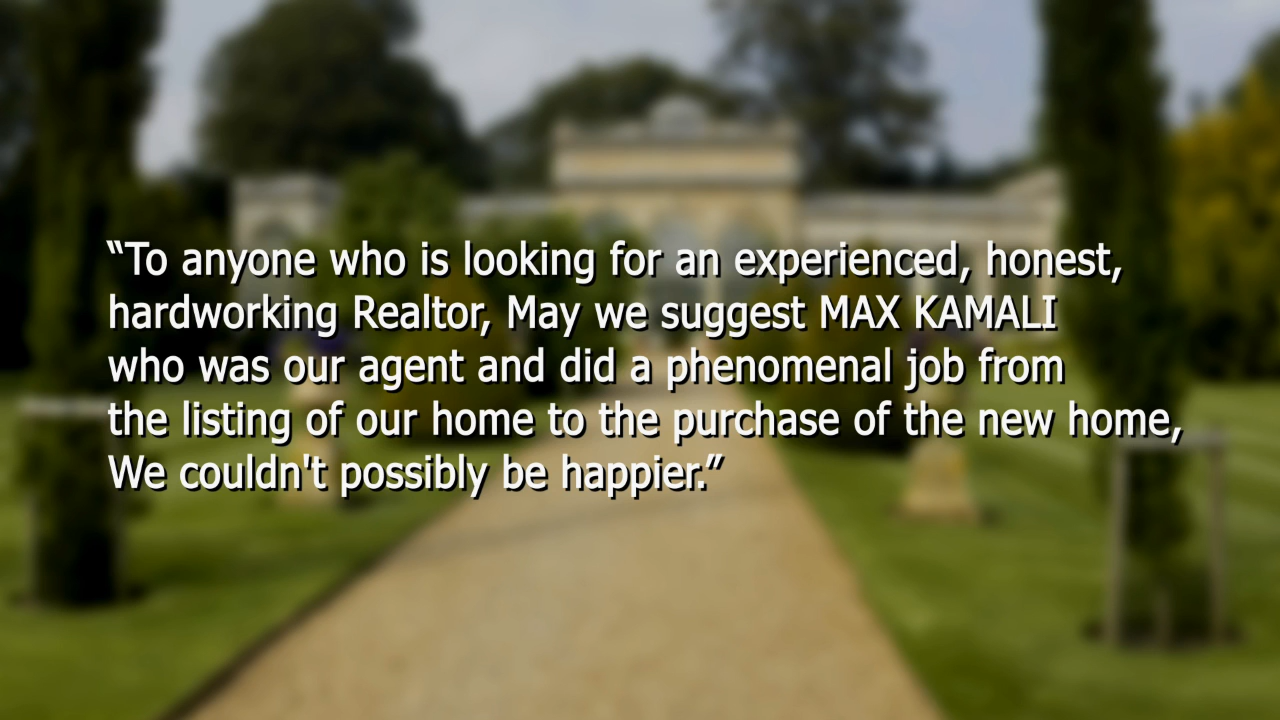 “To anyone who is looking for an experienced, honest,
hardworking Realtor, May we suggest MAX KAMALI
who was our agent and did a phenomenal job from
the listing of our home to the purchase of the new home,
We couldn't possibly be happier.”